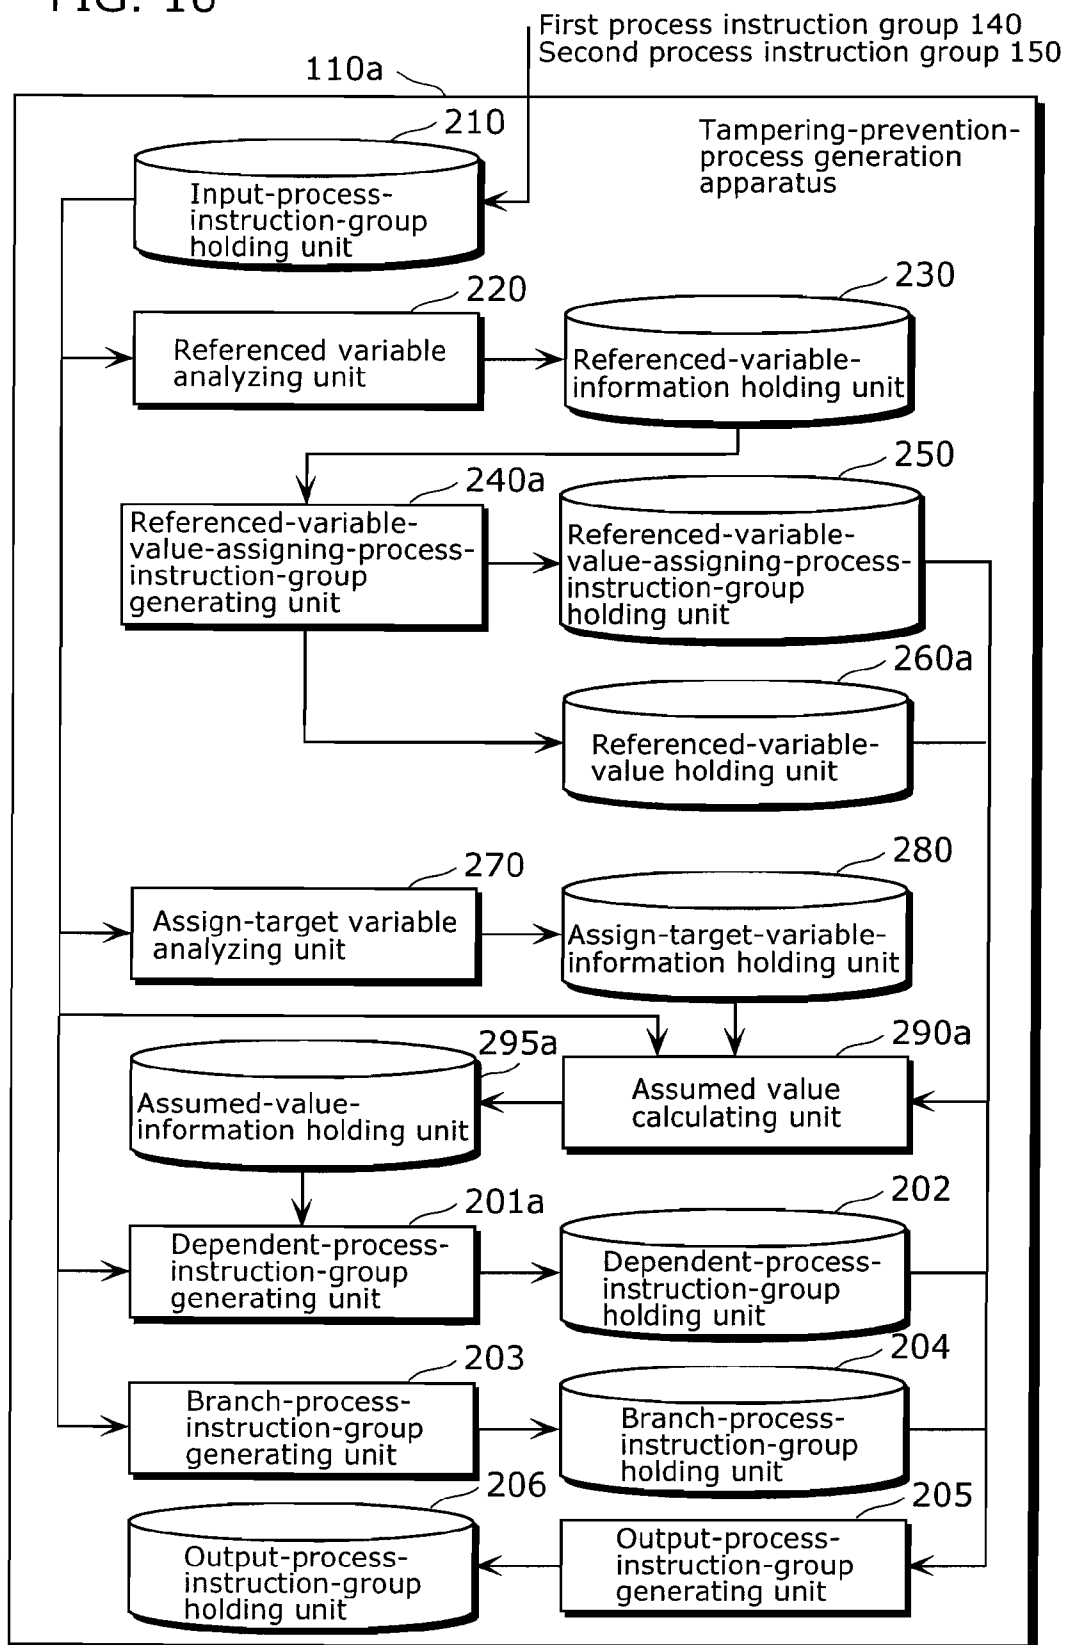 FIG. 16
First process instruction group 140
Second process instruction group 150
110a
210
Tampering-prevention-
process generation
apparatus
Input-process-
instruction-group
holding unit
220
230
Referenced variable
analyzing unit
Referenced-variable-
information holding unit
240a
250
Referenced-variable-
value-assigning-process-
instruction-group
generating unit
Referenced-variable-
value-assigning-process-
instruction-group
holding unit
260a
Referenced-variable-
value holding unit
270
280
Assign-target variable
analyzing unit
Assign-target-variable-
information holding unit
295a
290a
Assumed-value-
information holding unit
Assumed value
calculating unit
201a
202
Dependent-process-
instruction-group
generating unit
Dependent-process-
instruction-group
holding unit
203
204
Branch-process-
instruction-group
generating unit
Branch-process-
instruction-group
holding unit
206
205
Output-process-
instruction-group
holding unit
Output-process-
instruction-group
generating unit